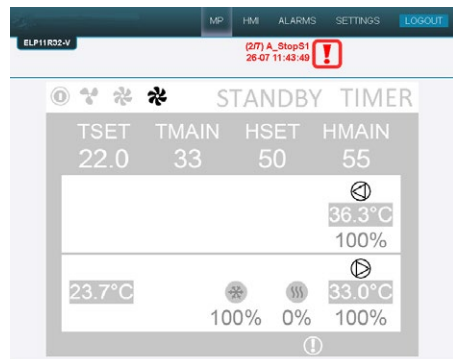 MP HMI ALARMS SETTINGS LOGOUT
ELP11R32-V
(2/7) A_StopS1
26-07 11:43:49
STANDBY TIMER
TSET TMAIN HSET HMAIN
22.0 33 50 55
36.3°C
100%
23.7°C 33.0°C
100% 0% 100%